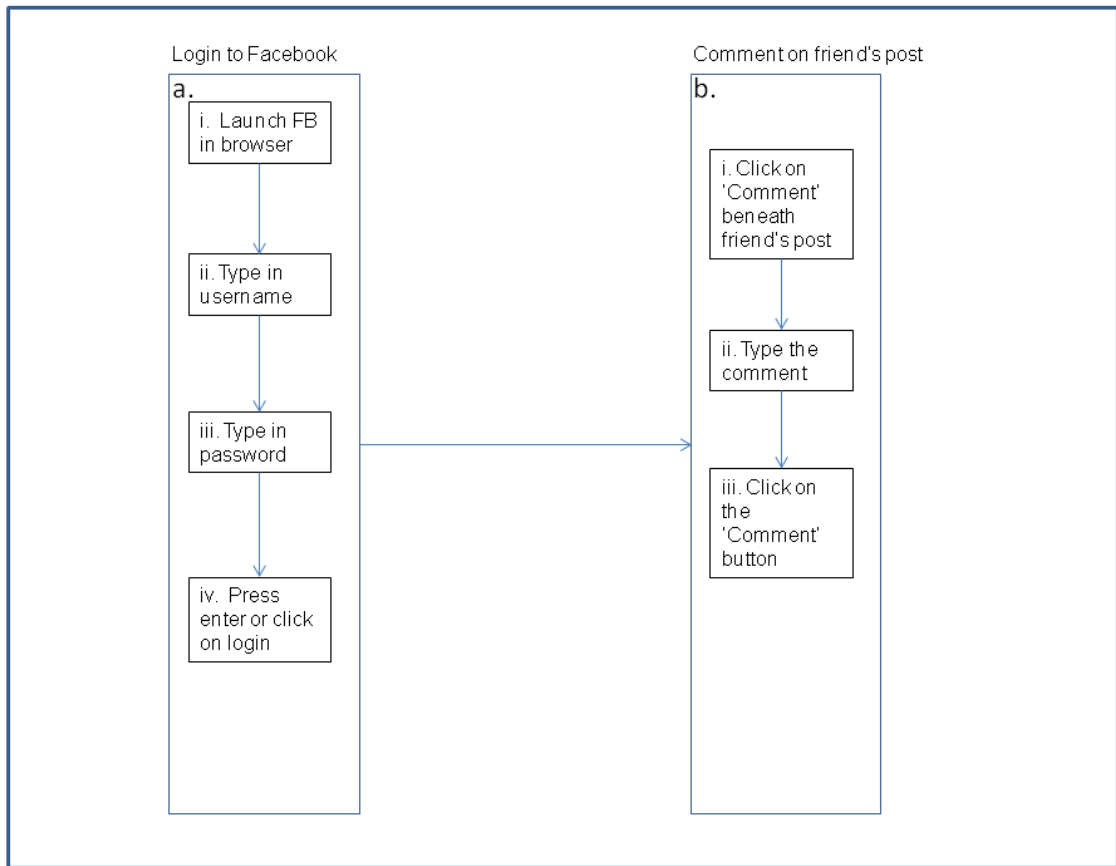 Login to Facebook
a.
i. Launch FB
in browser
ii. Type in
username
iii. Type in
password
iv. Press
enter or click
on login
Comment on friend's post
b.
i. Click on
'Comment'
beneath
friend's post
ii. Type the
comment
iii. Click on
the
'Comment'
button